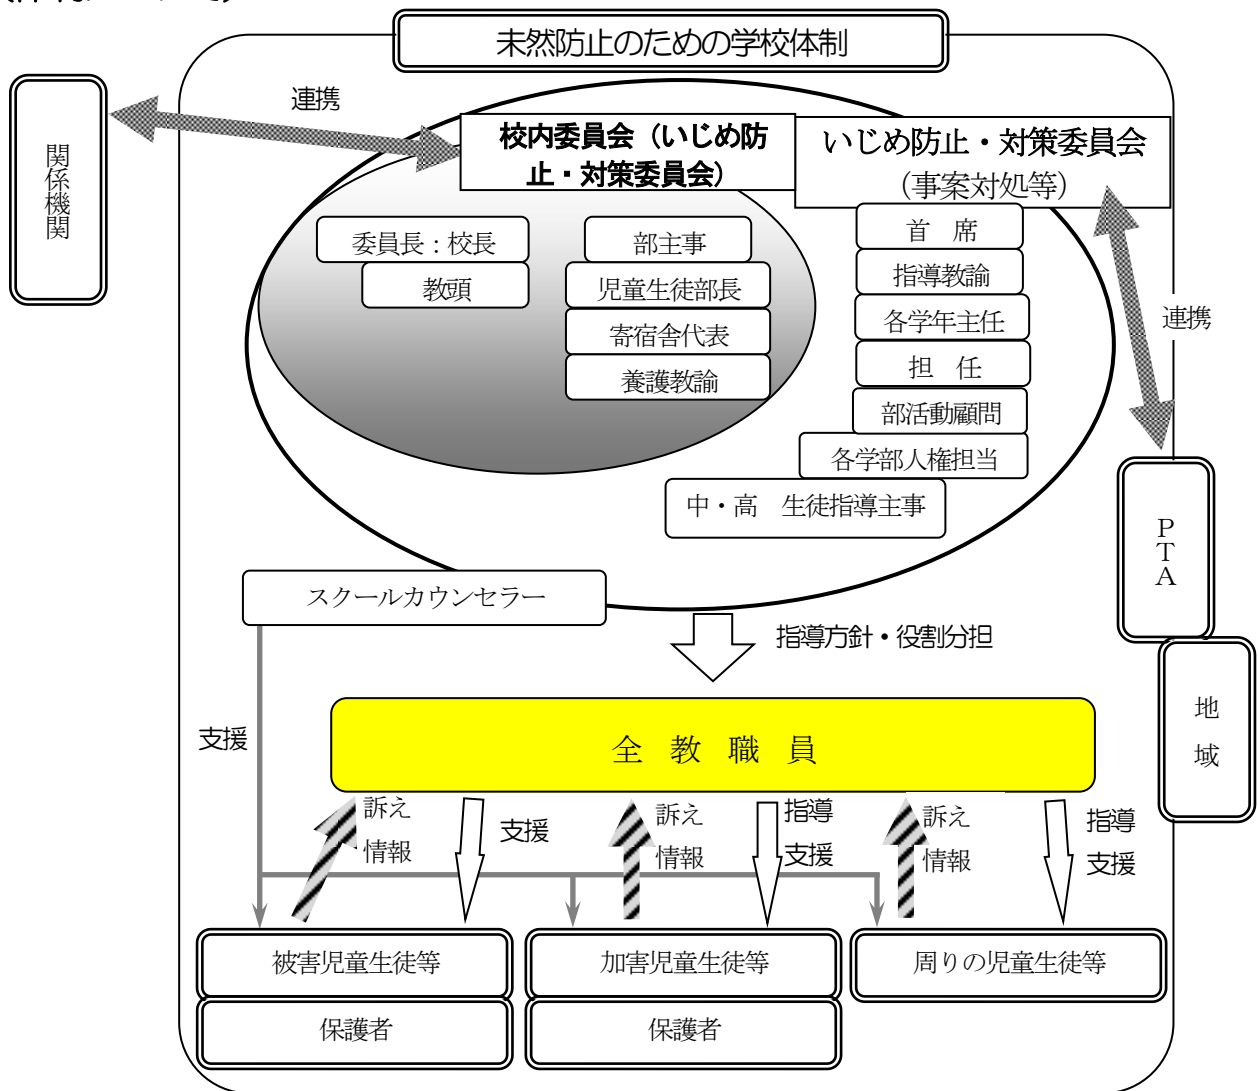 未然防止のための学校体制
連携
関係機関
校内委員会（いじめ防
止・対策委員会）
いじめ防止・対策委員会
（事案対処等）
委員長：校長
教頭
部主事
児童生徒部長
寄宿舎代表
養護教諭
首　席
指導教諭
各学年主任
担　任
部活動顧問
各学部人権担当
中・高　生徒指導主事
連携
PTA
地域
スクールカウンセラー
指導方針・役割分担
支援
全　教　職　員
訴え
情報
支援
訴え
情報
指導
支援
訴え
情報
指導
支援
被害児童生徒等
保護者
加害児童生徒等
保護者
周りの児童生徒等